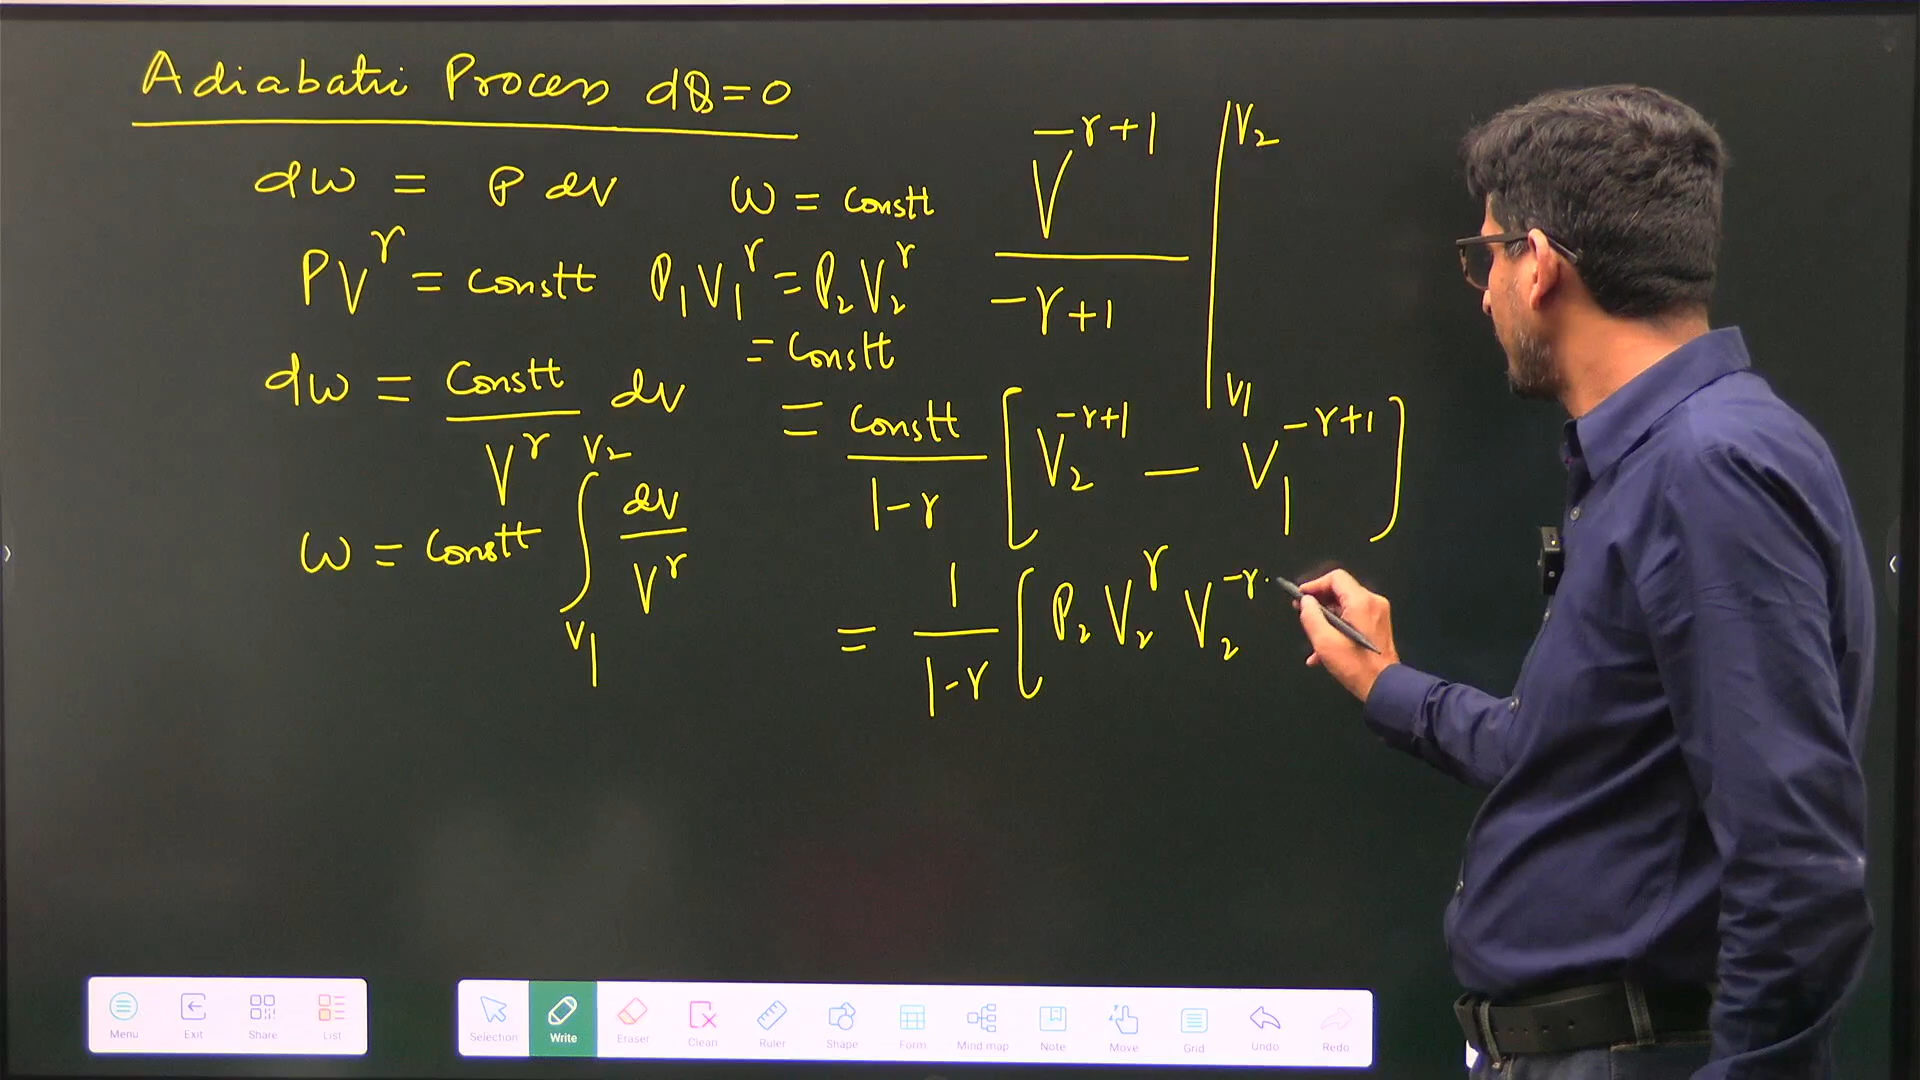 Adiabatic Process dQ=0
dw = P dv
PV^r = Constt P₁V₁^r = P₂V₂^r
= Constt
dw = Constt/V^r dv
w = Constt ∫_{V₁}^{V₂} dv/V^r
w = Constt V^{-r+1}/(-r+1) |_{V₁}^{V₂}
= Constt/(1-r) [V₂^{-r+1} - V₁^{-r+1}]
= 1/(1-r) [P₂V₂^r V₂^{-r}
Menu Exit Share List
Selection Write Eraser Clean Ruler Shape Form Mind map Note Move Grid Undo Redo